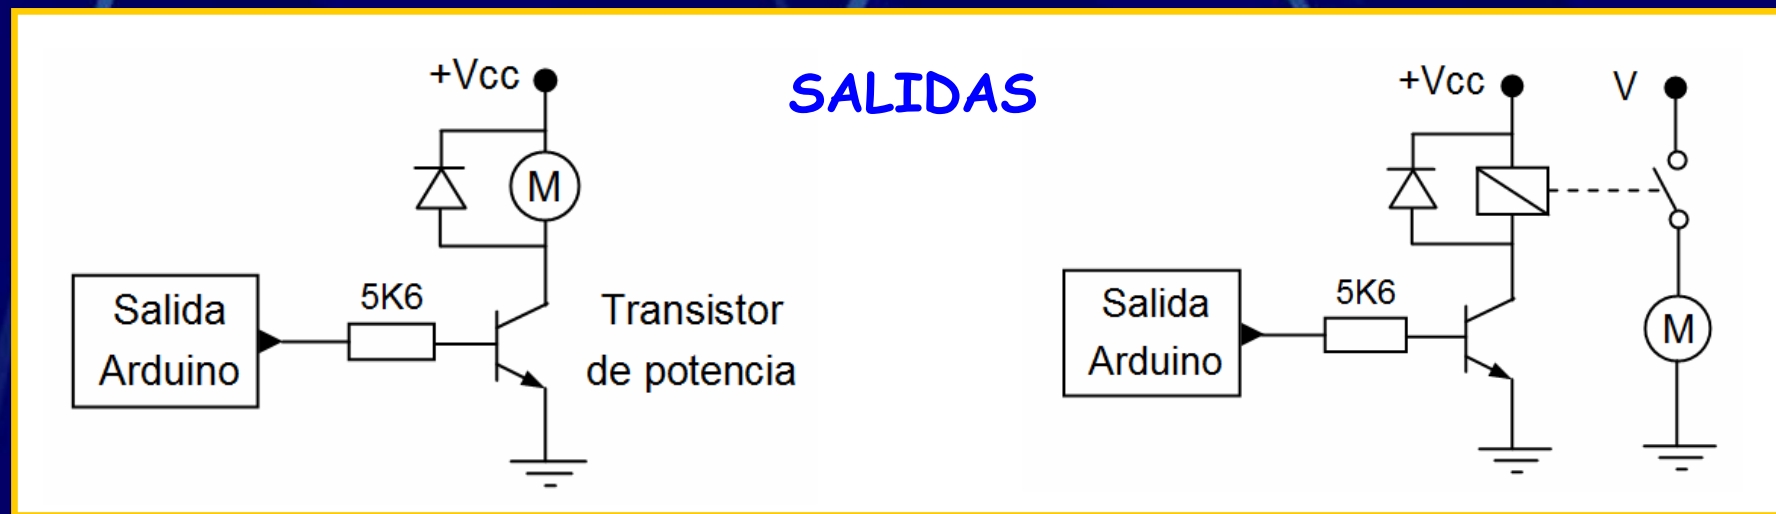 SALIDAS
+Vcc
M
5K6
Salida
Arduino
Transistor
de potencia
+Vcc
V
5K6
Salida
Arduino
M